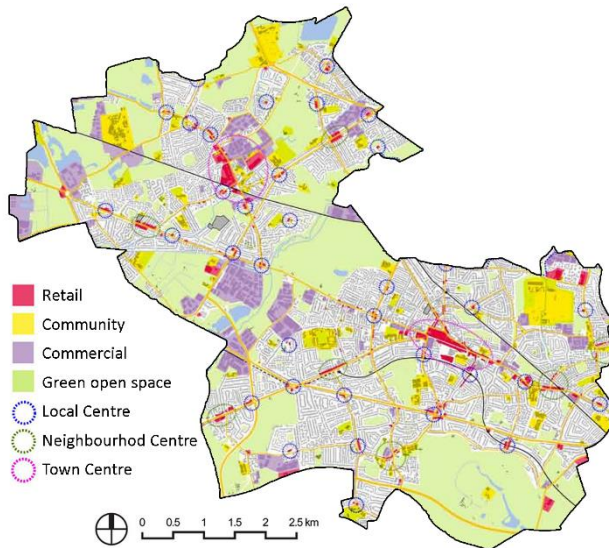 Retail
Community
Commercial
Green open space
Local Centre
Neighbourhod Centre
Town Centre
0 0.5 1 1.5 2 2.5 km